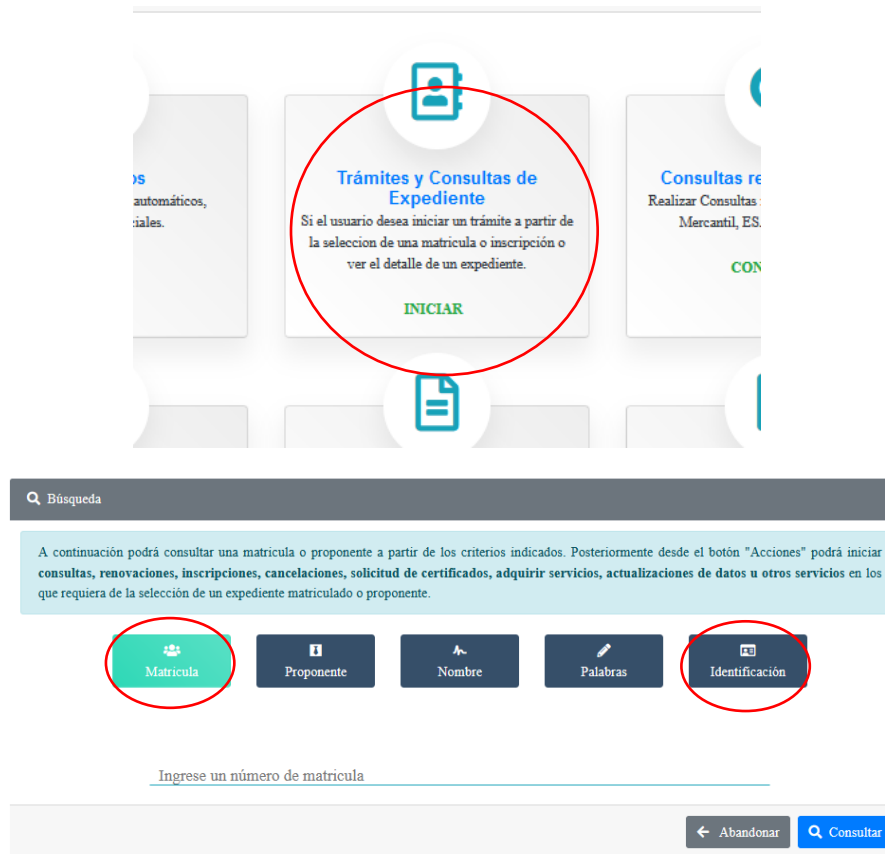 os
automáticos,
iales.
Trámites y Consultas de
Expediente
Si el usuario desea iniciar un trámite a partir de
la seleccion de una matricula o inscripción o
ver el detalle de un expediente.
INICIAR
Consultas re
Realizar Consultas
Mercantil, ES.
CON
Búsqueda
A continuación podrá consultar una matricula o proponente a partir de los criterios indicados. Posteriormente desde el botón "Acciones" podrá iniciar
consultas, renovaciones, inscripciones, cancelaciones, solicitud de certificados, adquirir servicios, actualizaciones de datos u otros servicios en los
que requiera de la selección de un expediente matriculado o proponente.
Matricula
Proponente
Nombre
Palabras
Identificación
Ingrese un número de matricula
Abandonar
Consultar